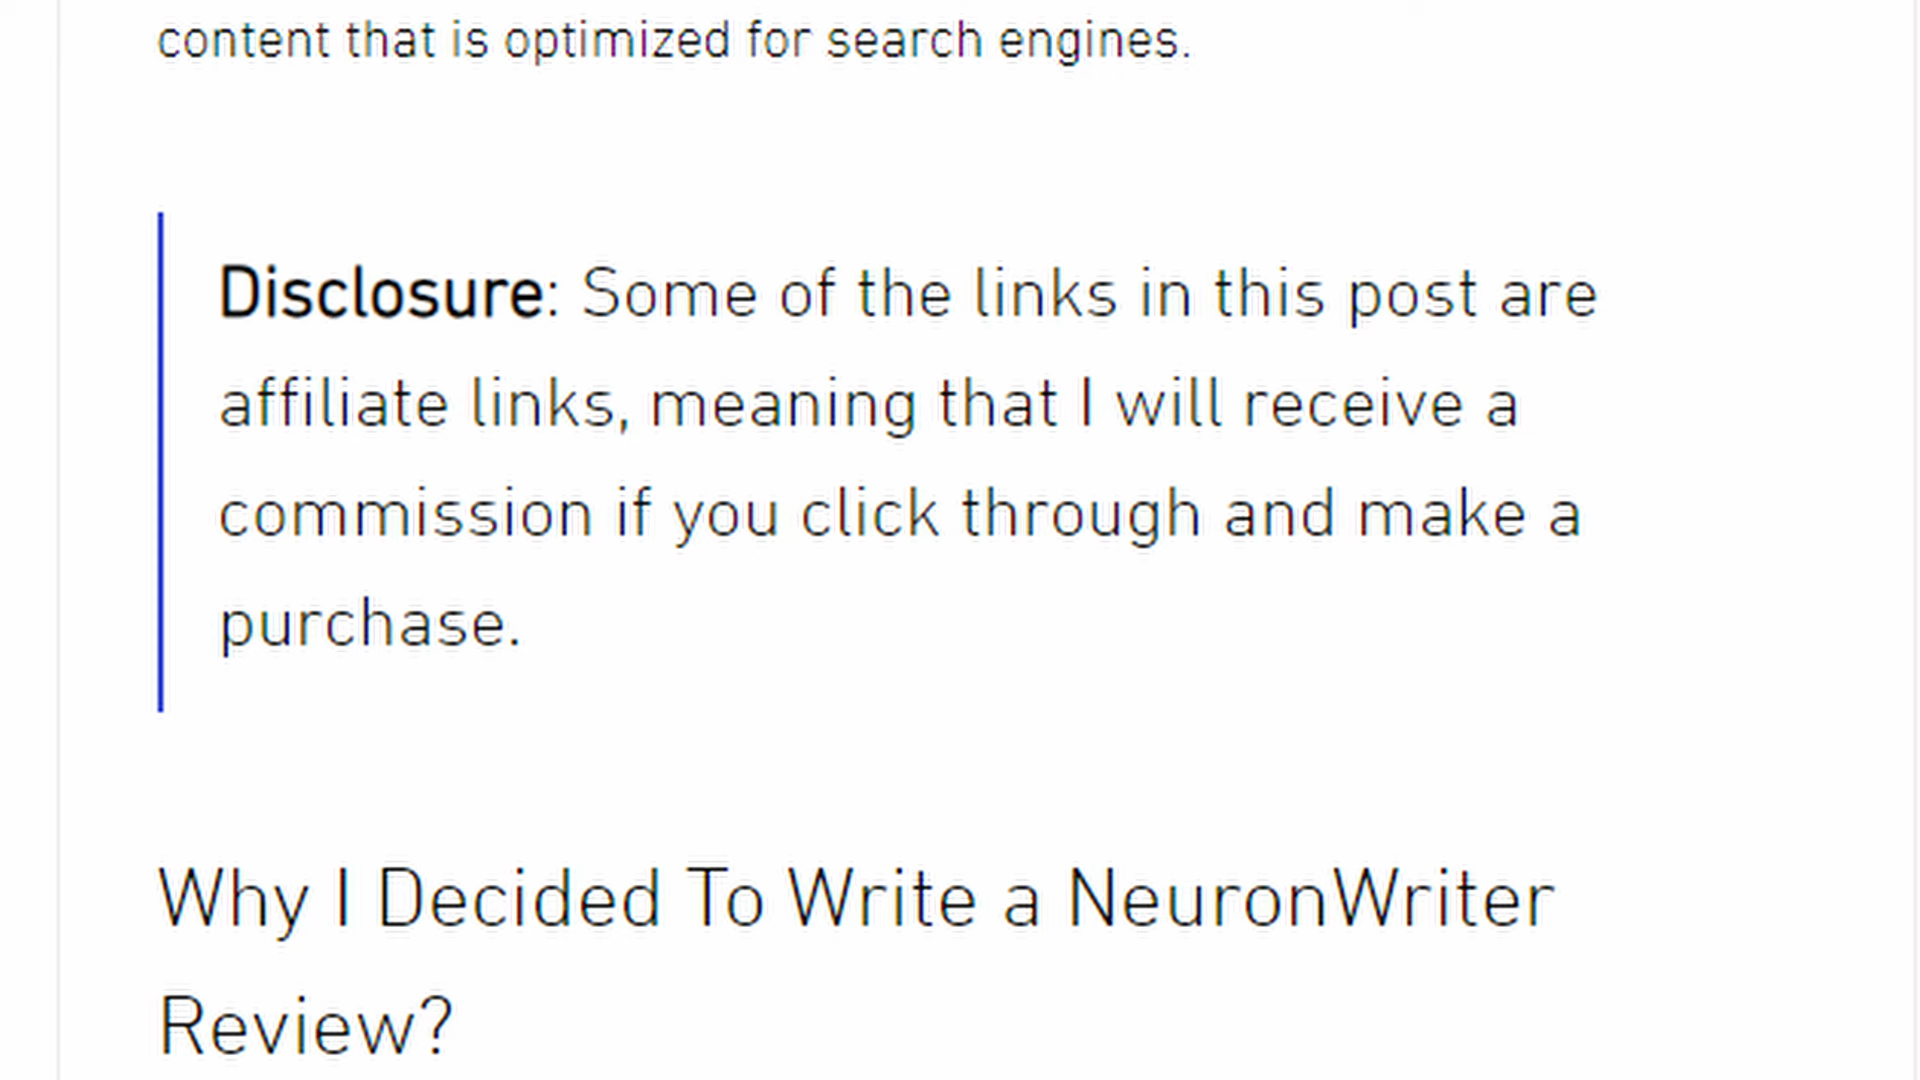 content that is optimized for search engines.
Disclosure: Some of the links in this post are
affiliate links, meaning that I will receive a
commission if you click through and make a
purchase.
Why I Decided To Write a NeuronWriter
Review?